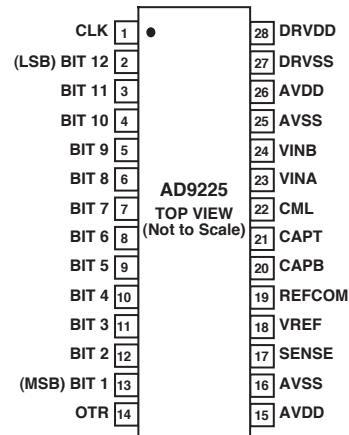 CLK 1 28 DRVDD
(LSB) BIT 12 2 27 DRVSS
BIT 11 3 26 AVDD
BIT 10 4 25 AVSS
BIT 9 5 24 VINB
BIT 8 6 23 VINA
AD9225
BIT 7 7 22 CML
TOP VIEW
(Not to Scale)
BIT 6 8 21 CAPT
BIT 5 9 20 CAPB
BIT 4 10 19 REFCOM
BIT 3 11 18 VREF
BIT 2 12 17 SENSE
(MSB) BIT 1 13 16 AVSS
OTR 14 15 AVDD